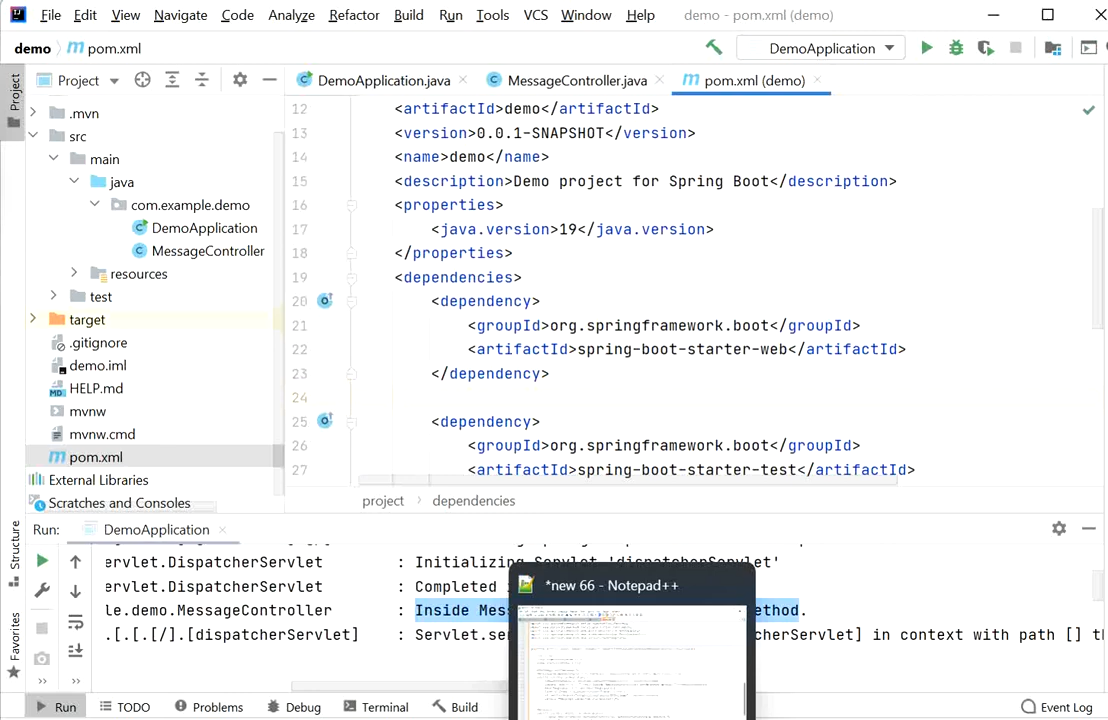 File Edit View Navigate Code Analyze Refactor Build Run Tools VCS Window Help demo - pom.xml (demo)
demo pom.xml DemoApplication
Project DemoApplication.java MessageController.java pom.xml (demo)
Project
.mvn
src
main
java
com.example.demo
DemoApplication
MessageController
resources
test
target
.gitignore
demo.iml
HELP.md
mvnw
mvnw.cmd
pom.xml
External Libraries
Scratches and Consoles
12 <artifactId>demo</artifactId>
13 <version>0.0.1-SNAPSHOT</version>
14 <name>demo</name>
15 <description>Demo project for Spring Boot</description>
16 <properties>
17 <java.version>19</java.version>
18 </properties>
19 <dependencies>
20 <dependency>
21 <groupId>org.springframework.boot</groupId>
22 <artifactId>spring-boot-starter-web</artifactId>
23 </dependency>
24
25 <dependency>
26 <groupId>org.springframework.boot</groupId>
27 <artifactId>spring-boot-starter-test</artifactId>
project dependencies
Structure
Favorites
Run: DemoApplication
ervlet.DispatcherServlet : Initializing Servlet 'dispatcherServlet'
ervlet.DispatcherServlet : Completed
le.demo.MessageController : Inside Mes ethod.
.[.[.[/].[dispatcherServlet] : Servlet.se cherServlet] in context with path [] th
*new 66 - Notepad++
Run TODO Problems Debug Terminal Build Event Log